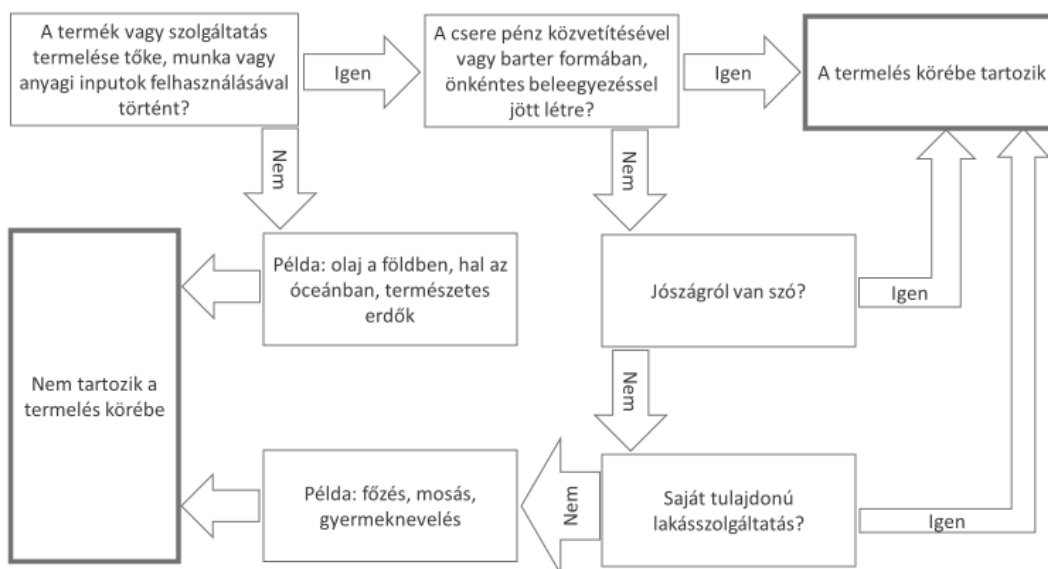 A termék vagy szolgáltatás
termelése tőke, munka vagy
anyagi inputok felhasználásával
történt?
Igen
A csere pénz közvetítésével
vagy barter formában,
önkéntes beleegyezéssel
jött létre?
Igen
A termelés körébe tartozik
Nem
Nem
Példa: olaj a földben, hal az
óceánban, természetes
erdők
Jószágról van szó?
Igen
Nem
Nem tartozik a
termelés körébe
Példa: főzés, mosás,
gyermeknevelés
Nem
Saját tulajdonú
lakásszolgáltatás?
Igen